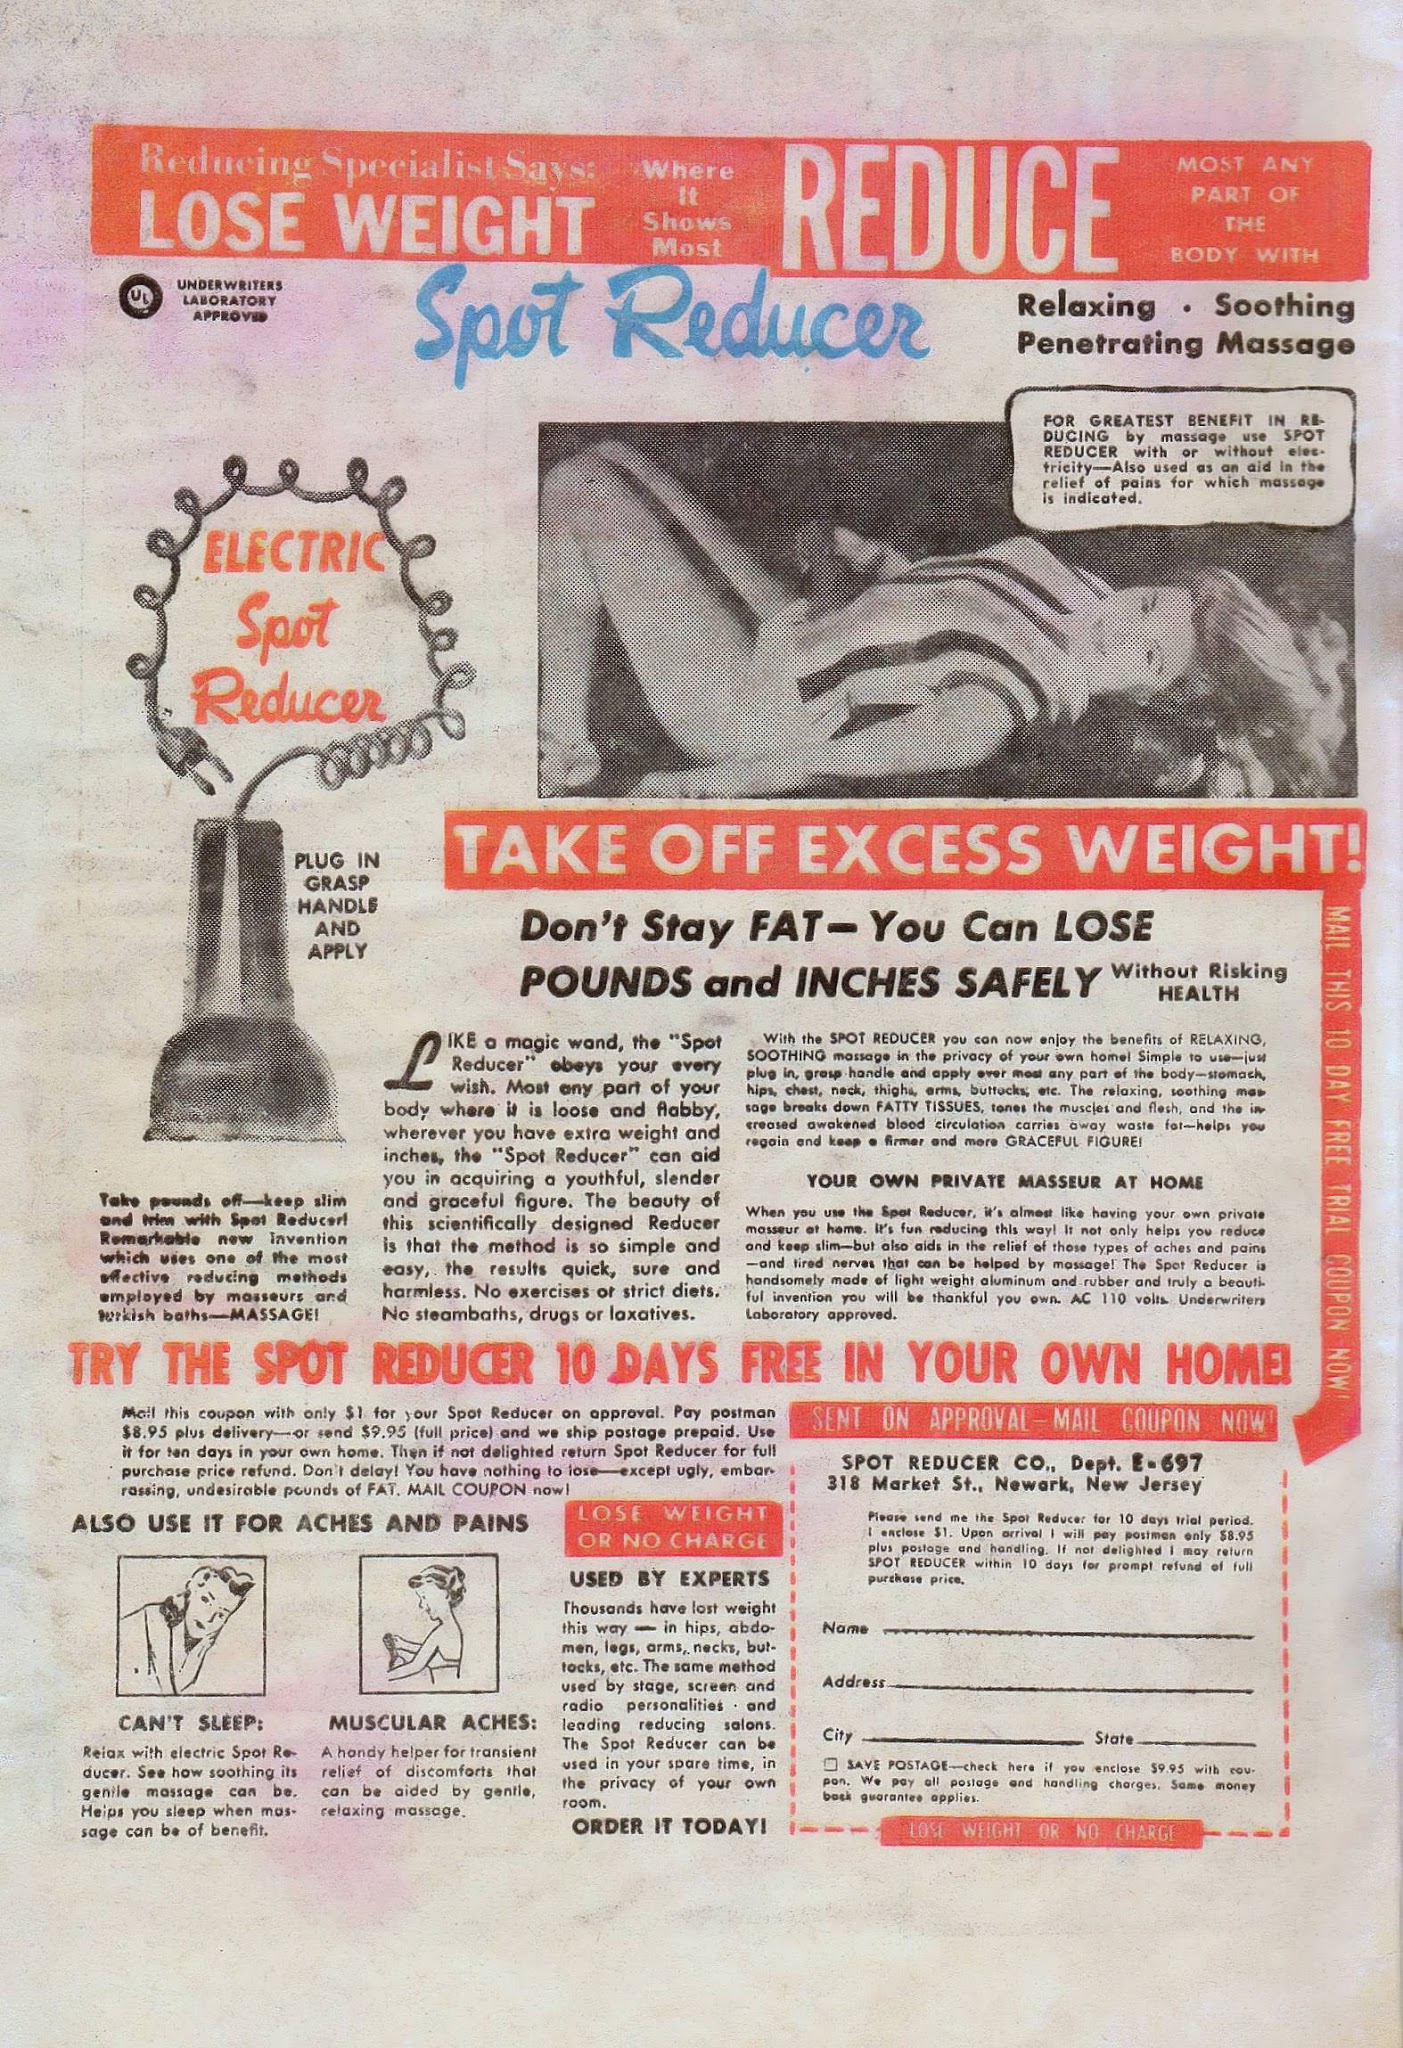 Reducing Specialist Says:
LOSE WEIGHT
Where
It
Shows
Most
REDUCE
MOST ANY
PART OF
THE
BODY WITH
UL
UNDERWRITERS
LABORATORY
APPROVED
Spot Reducer
Relaxing · Soothing
Penetrating Massage
FOR GREATEST BENEFIT IN RE-
DUCING by massage use SPOT
REDUCER with or without elec-
tricity—Also used as an aid in the
relief of pains for which massage
is indicated.
ELECTRIC
Spot
Reducer
PLUG IN
GRASP
HANDLE
AND
APPLY
TAKE OFF EXCESS WEIGHT!
Don't Stay FAT—You Can LOSE
POUNDS and INCHES SAFELY Without Risking
HEALTH
MAIL THIS 10 DAY FREE TRIAL COUPON NOW!
Take pounds off—keep slim
and trim with Spot Reducer!
Remarkable new invention
which uses one of the most
effective reducing methods
employed by masseurs and
turkish baths—MASSAGE!
LIKE a magic wand, the "Spot
Reducer" obeys your every
wish. Most any part of your
body where it is loose and flabby,
wherever you have extra weight and
inches, the "Spot Reducer" can aid
you in acquiring a youthful, slender
and graceful figure. The beauty of
this scientifically designed Reducer
is that the method is so simple and
easy, the results quick, sure and
harmless. No exercises or strict diets.
No steambaths, drugs or laxatives.
With the SPOT REDUCER you can now enjoy the benefits of RELAXING,
SOOTHING massage in the privacy of your own home! Simple to use—just
plug in, grasp handle and apply over most any part of the body—stomach,
hips, chest, neck, thighs, arms, buttocks, etc. The relaxing, soothing mas-
sage breaks down FATTY TISSUES, tones the muscles and flesh, and the in-
creased awakened blood circulation carries away waste fat—helps you
regain and keep a firmer and more GRACEFUL FIGURE!
YOUR OWN PRIVATE MASSEUR AT HOME
When you use the Spot Reducer, it's almost like having your own private
masseur at home. It's fun reducing this way! It not only helps you reduce
and keep slim—but also aids in the relief of those types of aches and pains
—and tired nerves that can be helped by massage! The Spot Reducer is
handsomely made of light weight aluminum and rubber and truly a beauti-
ful invention you will be thankful you own. AC 110 volts. Underwriters
Laboratory approved.
TRY THE SPOT REDUCER 10 DAYS FREE IN YOUR OWN HOME!
Mail this coupon with only $1 for your Spot Reducer on approval. Pay postman
$8.95 plus delivery—or send $9.95 (full price) and we ship postage prepaid. Use
it for ten days in your own home. Then if not delighted return Spot Reducer for full
purchase price refund. Don't delay! You have nothing to lose—except ugly, embar-
rassing, undesirable pounds of FAT. MAIL COUPON now!
ALSO USE IT FOR ACHES AND PAINS
CAN'T SLEEP:
Relax with electric Spot Re-
ducer. See how soothing its
gentle massage can be.
Helps you sleep when mas-
sage can be of benefit.
MUSCULAR ACHES:
A handy helper for transient
relief of discomforts that
can be aided by gentle,
relaxing massage.
LOSE WEIGHT
OR NO CHARGE
USED BY EXPERTS
Thousands have lost weight
this way — in hips, abdo-
men, legs, arms, necks, but-
tocks, etc. The same method
used by stage, screen and
radio personalities and
leading reducing salons.
The Spot Reducer can be
used in your spare time, in
the privacy of your own
room.
ORDER IT TODAY!
SENT ON APPROVAL—MAIL COUPON NOW!
SPOT REDUCER CO., Dept. E-697
318 Market St., Newark, New Jersey
Please send me the Spot Reducer for 10 days trial period.
I enclose $1. Upon arrival I will pay postman only $8.95
plus postage and handling. If not delighted I may return
SPOT REDUCER within 10 days for prompt refund of full
purchase price.
Name
Address
City State
SAVE POSTAGE—check here if you enclose $9.95 with cou-
pon. We pay all postage and handling charges. Same money
back guarantee applies.
LOSE WEIGHT OR NO CHARGE